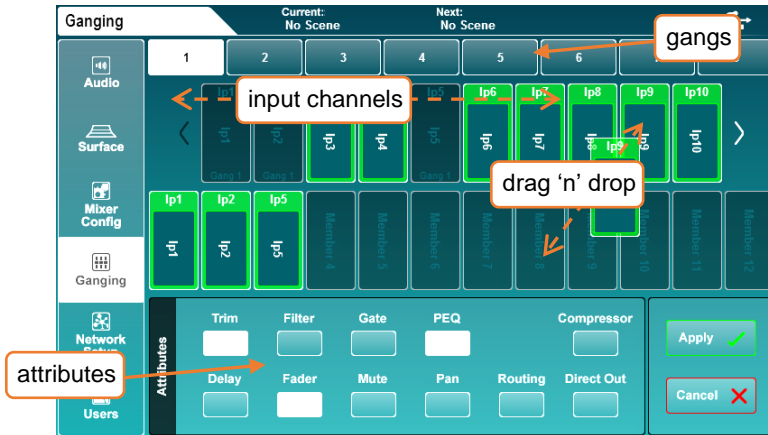 Ganging
Current:
No Scene
Next:
No Scene
gangs
1 2 3 4 5 6
Audio
input channels
Ip1 Ip5 Ip6 Ip7 Ip8 Ip9 Ip10
Ip1 Ip2 Ip3 Ip4 Ip5 Ip6 Ip7 Ip8 Ip9 Ip10
Gang 1 Gang 1 Gang 1
Surface
Ip9
drag ‘n’ drop
Mixer
Config
Ip1 Ip2 Ip5
Ip1 Ip2 Ip5 Member 4 Member 5 Member 6 Member 7 Member 8 Member 9 Member 10 Member 11 Member 12
Ganging
Attributes
Trim Filter Gate PEQ Compressor
Delay Fader Mute Pan Routing Direct Out
Apply
Cancel
Network
attributes
Users